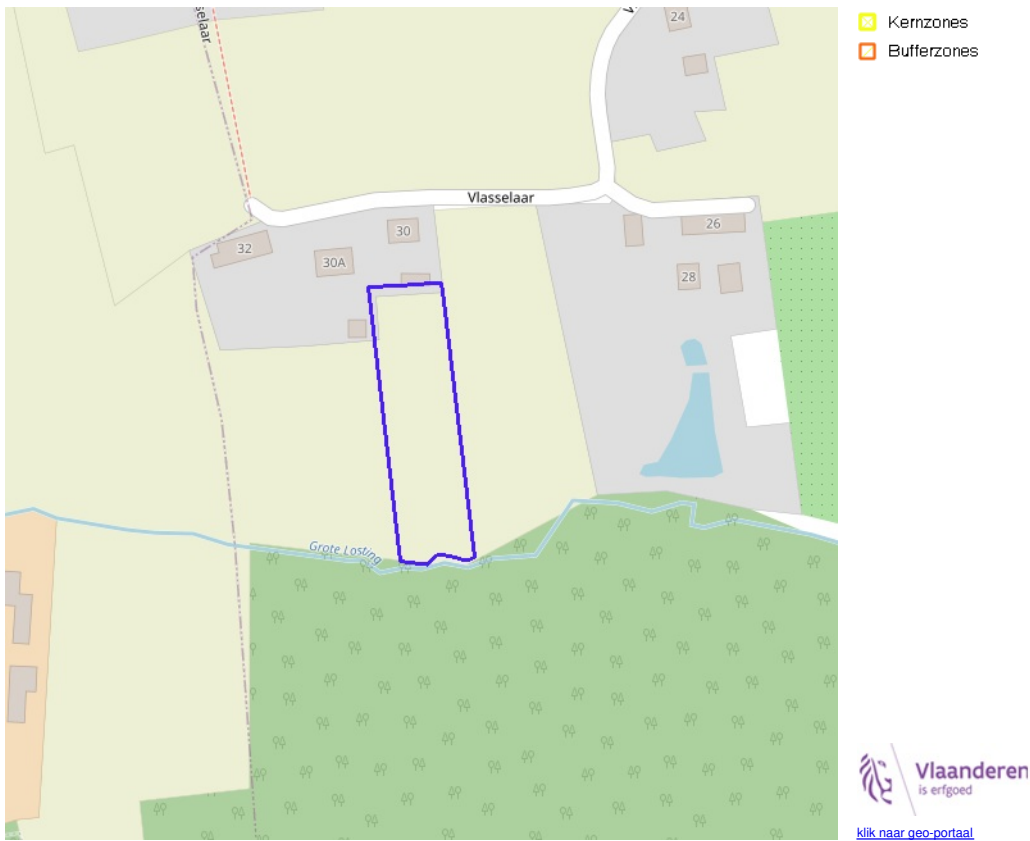 selaar
24
Kernzones
Bufferzones
Vlasselaar
30
32
30A
26
28
Grote Losting
Vlaanderen
is erfgoed
klik naar geo-portaal